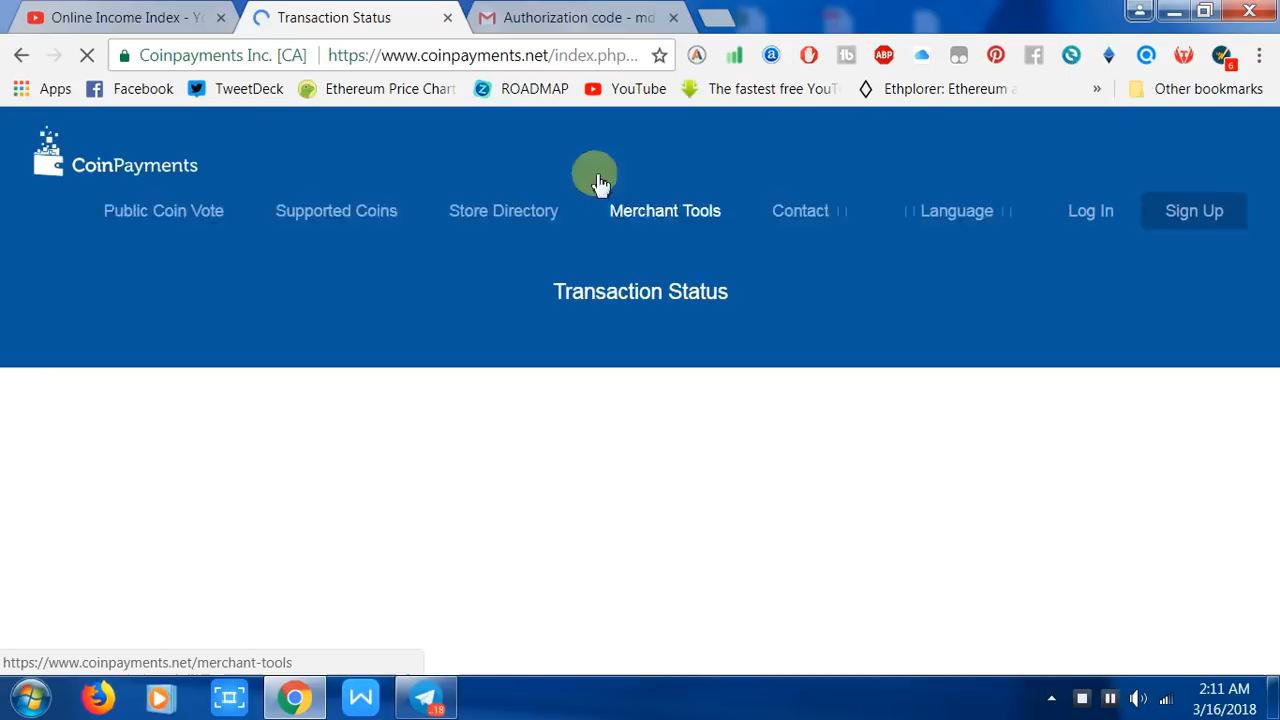 Online Income Index - Yo
Transaction Status
Authorization code - md
Coinpayments Inc. [CA]
https://www.coinpayments.net/index.php...
6
Apps
Facebook
TweetDeck
Ethereum Price Chart
ROADMAP
YouTube
The fastest free YouT
Ethplorer: Ethereum a
»
Other bookmarks
CoinPayments
Public Coin Vote
Supported Coins
Store Directory
Merchant Tools
Contact
Language
Log In
Sign Up
Transaction Status
https://www.coinpayments.net/merchant-tools
..18
2:11 AM
3/16/2018